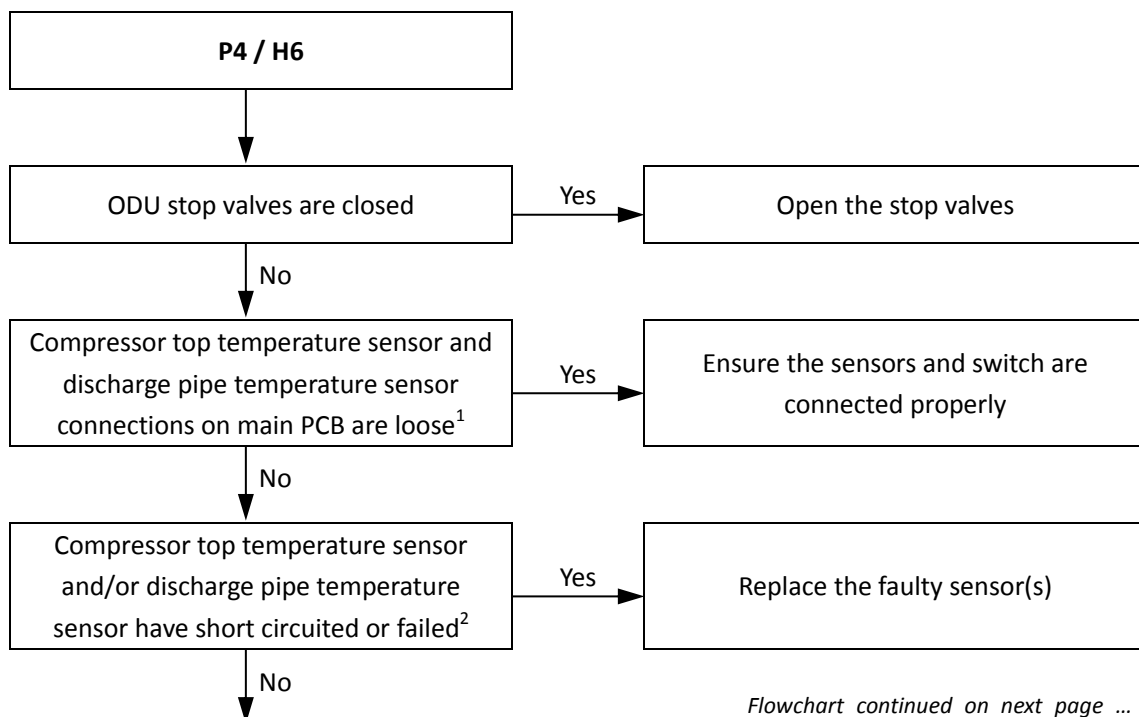 P4 / H6
ODU stop valves are closed
Yes
Open the stop valves
No
Compressor top temperature sensor and
discharge pipe temperature sensor
connections on main PCB are loose¹
Yes
Ensure the sensors and switch are
connected properly
No
Compressor top temperature sensor
and/or discharge pipe temperature
sensor have short circuited or failed²
Yes
Replace the faulty sensor(s)
No
Flowchart continued on next page …